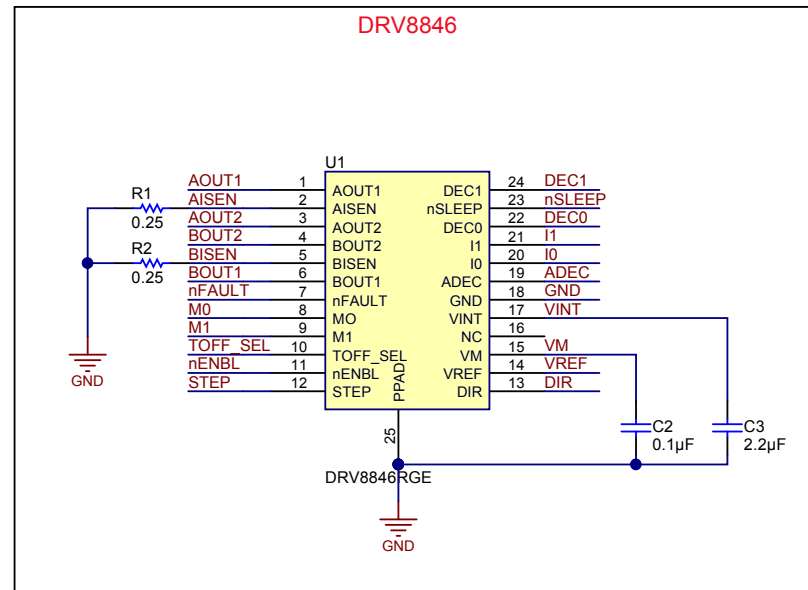 DRV8846
U1
AOUT1 1 AOUT1 DEC1 24 DEC1
R1 AISEN 2 AISEN nSLEEP 23 nSLEEP
0.25 AOUT2 3 AOUT2 DEC0 22 DEC0
BOUT2 4 BOUT2 I1 21 I1
R2 BISEN 5 BISEN I0 20 I0
0.25 BOUT1 6 BOUT1 ADEC 19 ADEC
nFAULT 7 nFAULT GND 18 GND
M0 8 MO VINT 17 VINT
M1 9 M1 NC 16
TOFF_SEL 10 TOFF_SEL VM 15 VM
nENBL 11 nENBL VREF 14 VREF
STEP 12 STEP DIR 13 DIR
PPAD
GND
25
C2
0.1µF
C3
2.2µF
DRV8846RGE
GND